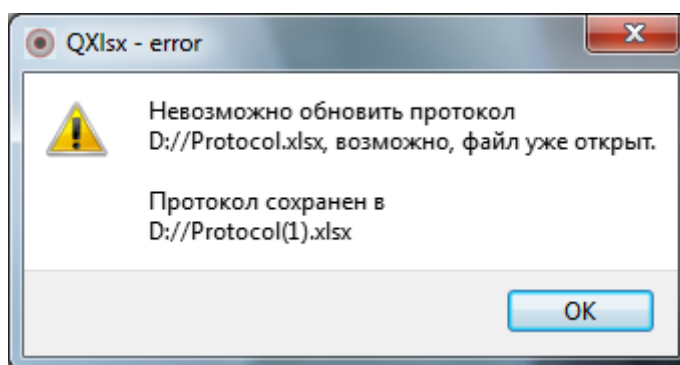 QXlsx - error
Невозможно обновить протокол
D://Protocol.xlsx, возможно, файл уже открыт.
Протокол сохранен в
D://Protocol(1).xlsx
OK